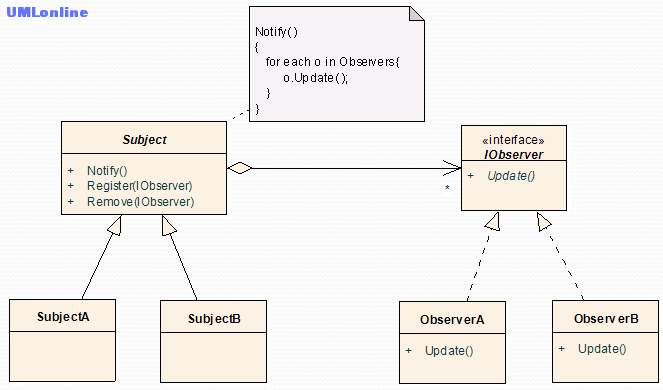 UMLonline
Notify()
{
for each o in Observers{
o.Update();
}
}
Subject
+ Notify()
+ Register(IObserver)
+ Remove(IObserver)
«interface»
IObserver
+ Update()
*
SubjectA
SubjectB
ObserverA
+ Update()
ObserverB
+ Update()